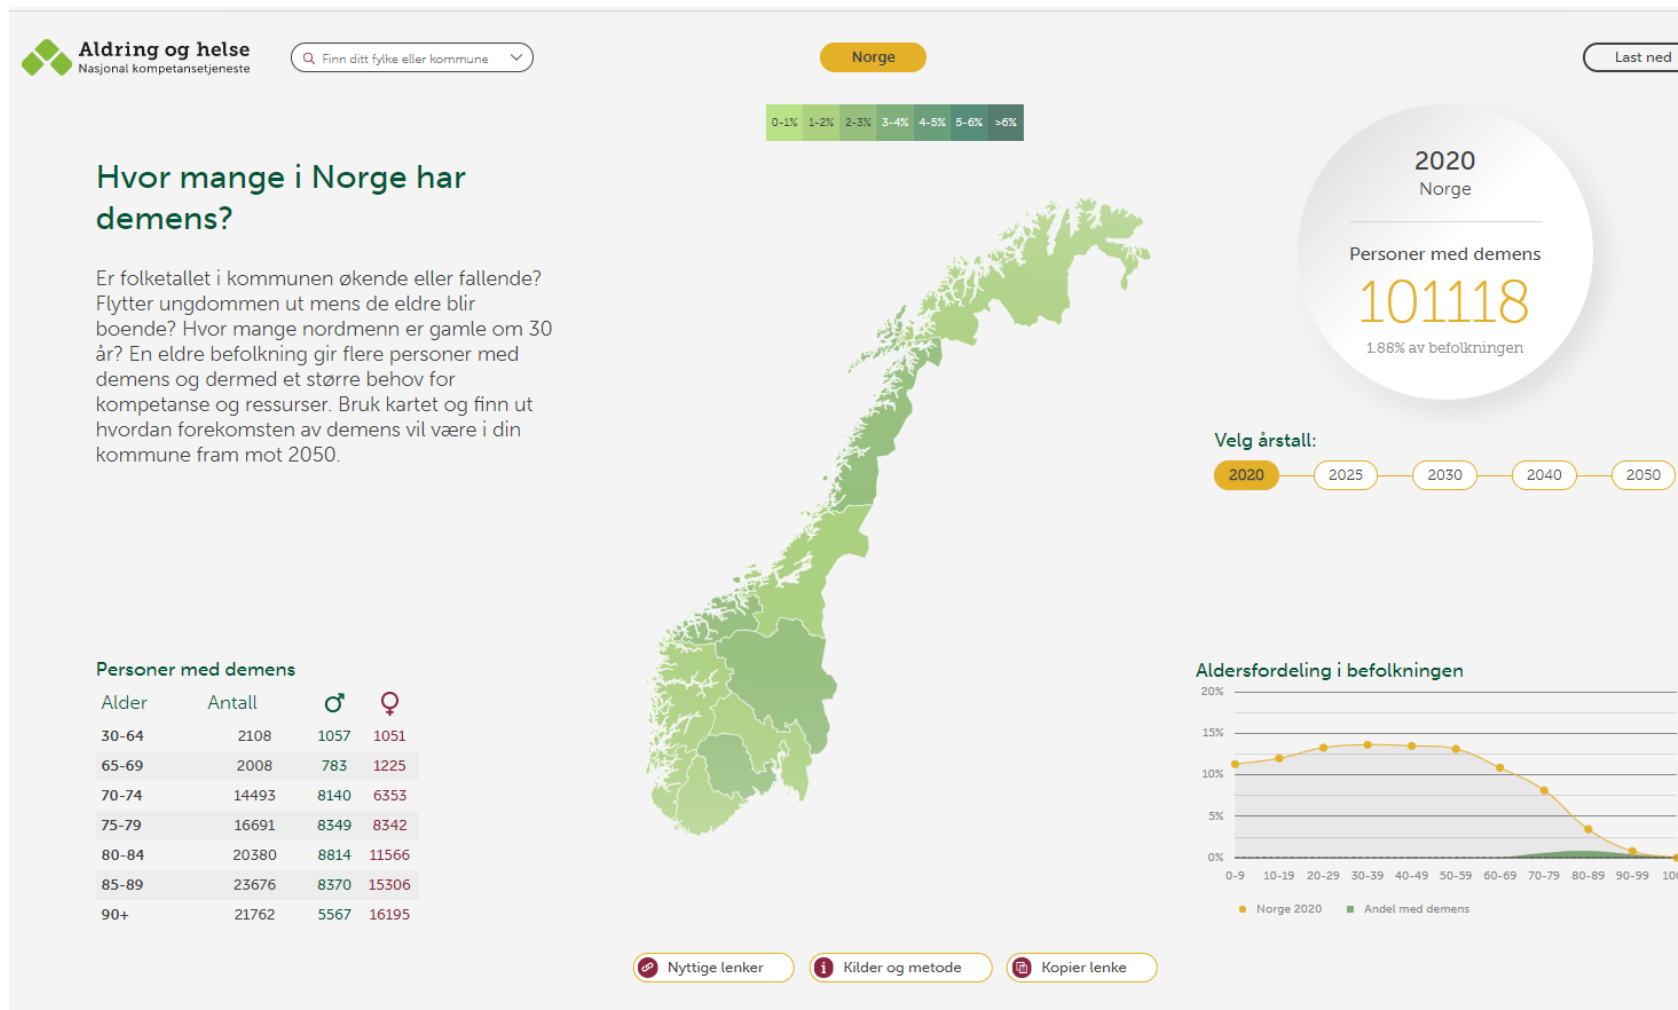 Aldring og helse
Nasjonal kompetansetjeneste
Finn ditt fylke eller kommune
Norge
Last ned
0-1% 1-2% 2-3% 3-4% 4-5% 5-6% >6%
Hvor mange i Norge har
demens?
Er folketallet i kommunen økende eller fallende?
Flytter ungdommen ut mens de eldre blir
boende? Hvor mange nordmenn er gamle om 30
år? En eldre befolkning gir flere personer med
demens og dermed et større behov for
kompetanse og ressurser. Bruk kartet og finn ut
hvordan forekomsten av demens vil være i din
kommune fram mot 2050.
2020
Norge
Personer med demens
101118
1.88% av befolkningen
Velg årstall:
2020 2025 2030 2040 2050
Personer med demens
Alder Antall ♂ ♀
30-64 2108 1057 1051
65-69 2008 783 1225
70-74 14493 8140 6353
75-79 16691 8349 8342
80-84 20380 8814 11566
85-89 23676 8370 15306
90+ 21762 5567 16195
Aldersfordeling i befolkningen
20%
15%
10%
5%
0%
0-9 10-19 20-29 30-39 40-49 50-59 60-69 70-79 80-89 90-99 100
Norge 2020 Andel med demens
Nyttige lenker
Kilder og metode
Kopier lenke